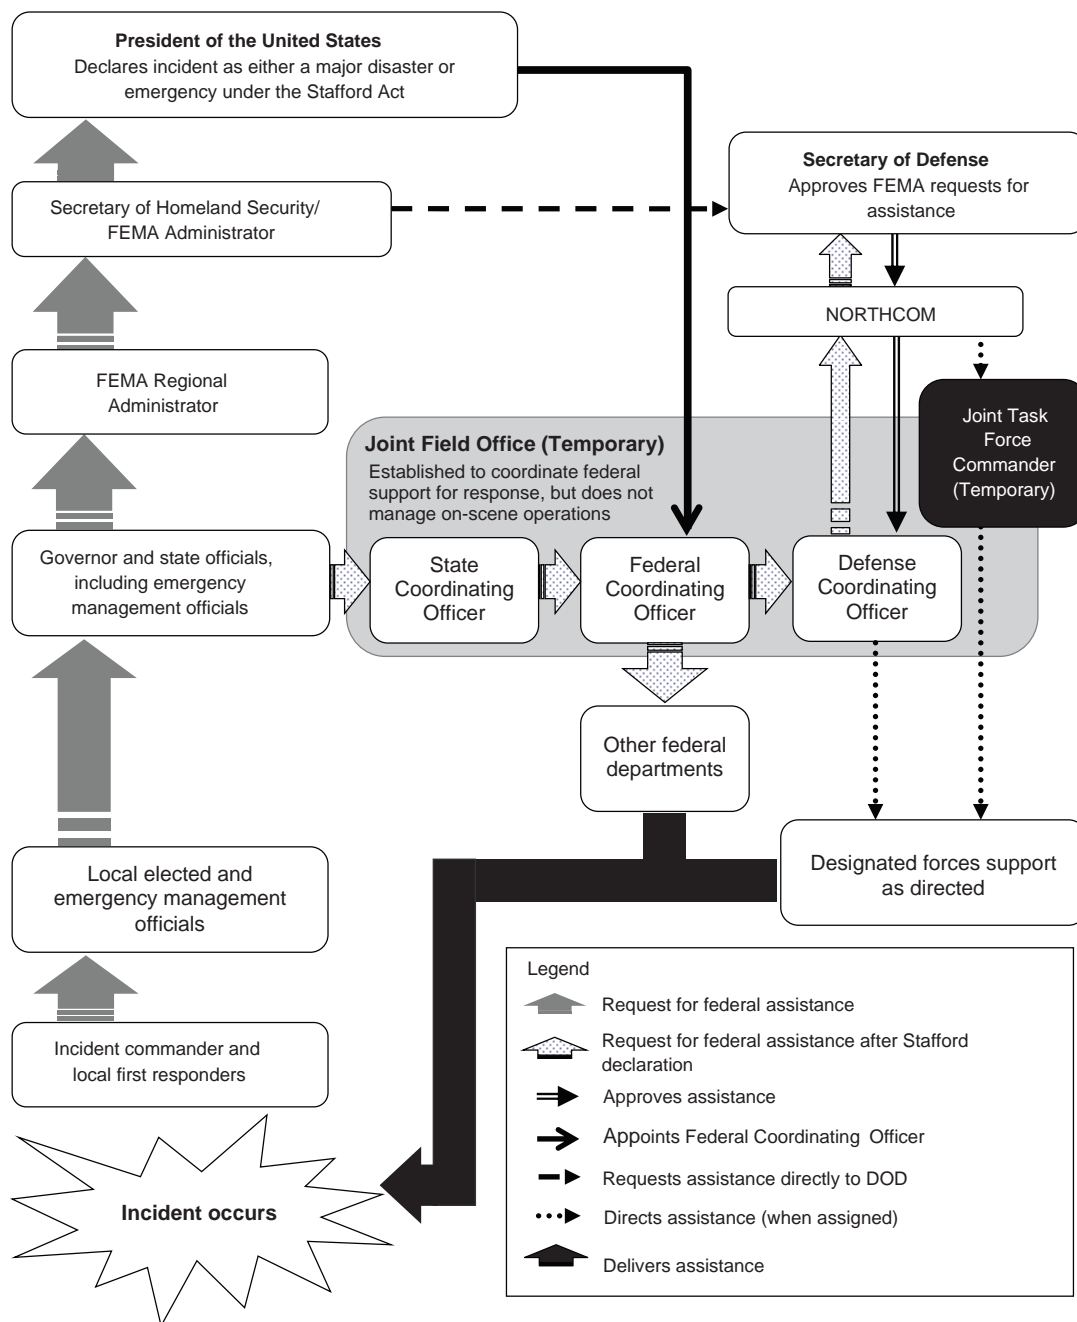 President of the United States
Declares incident as either a major disaster or
emergency under the Stafford Act
Secretary of Defense
Approves FEMA requests for
assistance
Secretary of Homeland Security/
FEMA Administrator
NORTHCOM
FEMA Regional
Administrator
Joint Task
Force
Commander
(Temporary)
Joint Field Office (Temporary)
Established to coordinate federal
support for response, but does not
manage on-scene operations
Governor and state officials,
including emergency
management officials
State
Coordinating
Officer
Federal
Coordinating
Officer
Defense
Coordinating
Officer
Other federal
departments
Designated forces support
as directed
Local elected and
emergency management
officials
Incident commander and
local first responders
Incident occurs
Legend
Request for federal assistance
Request for federal assistance after Stafford
declaration
Approves assistance
Appoints Federal Coordinating Officer
Requests assistance directly to DOD
Directs assistance (when assigned)
Delivers assistance